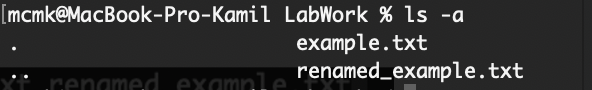 [mcmk@MacBook-Pro-Kamil LabWork % ls -a
. example.txt
.. renamed_example.txt